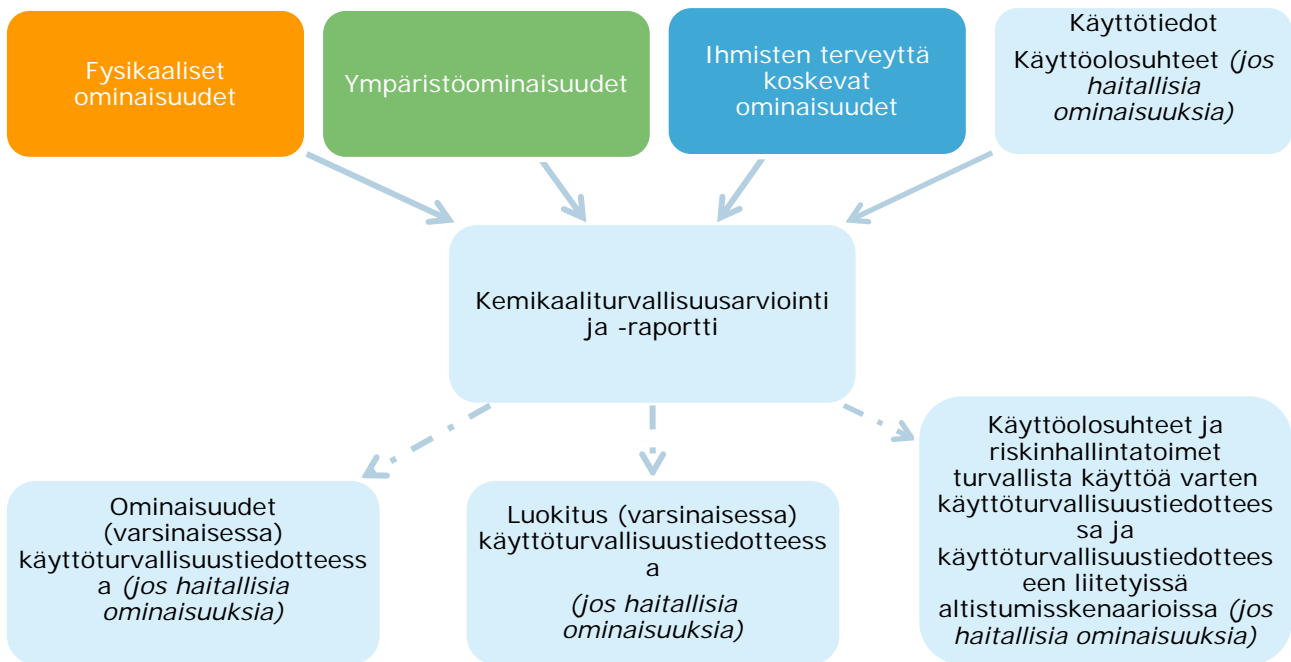 Fysikaaliset
ominaisuudet
Ympäristöominaisuudet
Ihmisten terveyttä
koskevat
ominaisuudet
Käyttötiedot
Käyttöolosuhteet (jos
haitallisia
ominaisuuksia)
Kemikaaliturvallisuusarviointi
ja -raportti
Ominaisuudet
(varsinaisessa)
käyttöturvallisuustiedotteess
a (jos haitallisia
ominaisuuksia)
Luokitus (varsinaisessa)
käyttöturvallisuustiedotteess
a
(jos haitallisia
ominaisuuksia)
Käyttöolosuhteet ja
riskinhallintatoimet
turvallista käyttöä varten
käyttöturvallisuustiedottees
sa ja
käyttöturvallisuustiedottees
een liitetyissä
altistumisskenaarioissa (jos
haitallisia ominaisuuksia)